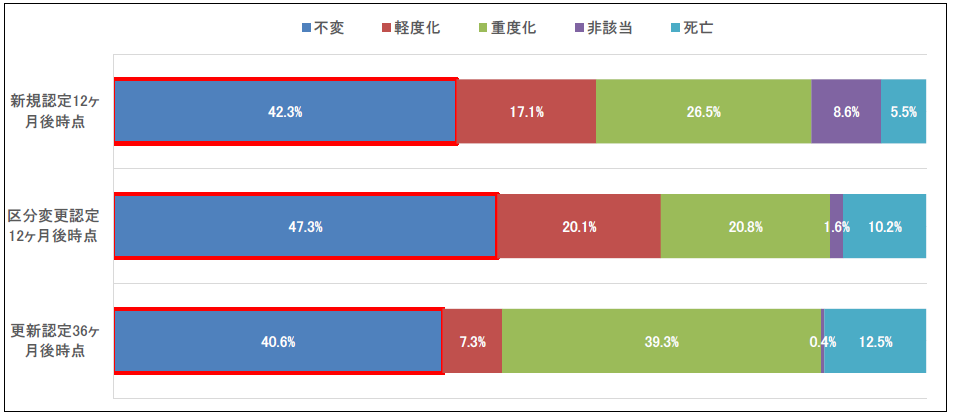 不変 軽度化 重度化 非該当 死亡
新規認定12ヶ
月後時点
42.3% 17.1% 26.5% 8.6% 5.5%
区分変更認定
12ヶ月後時点
47.3% 20.1% 20.8% 1.6% 10.2%
更新認定36ヶ
月後時点
40.6% 7.3% 39.3% 0.4% 12.5%